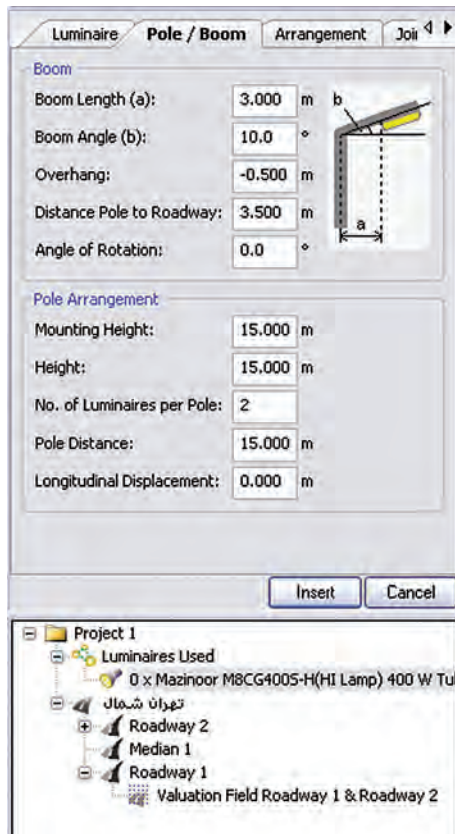 Luminaire Pole / Boom Arrangement Joir
Boom
Boom Length (a): 3.000 m
Boom Angle (b): 10.0 °
Overhang: -0.500 m
Distance Pole to Roadway: 3.500 m
Angle of Rotation: 0.0 °
b
a
Pole Arrangement
Mounting Height: 15.000 m
Height: 15.000 m
No. of Luminaires per Pole: 2
Pole Distance: 15.000 m
Longitudinal Displacement: 0.000 m
Insert Cancel
Project 1
Luminaires Used
0 x Mazinoor M8CG400S-H(HI Lamp) 400 W Tu
تهران شمال
Roadway 2
Median 1
Roadway 1
Valuation Field Roadway 1 & Roadway 2